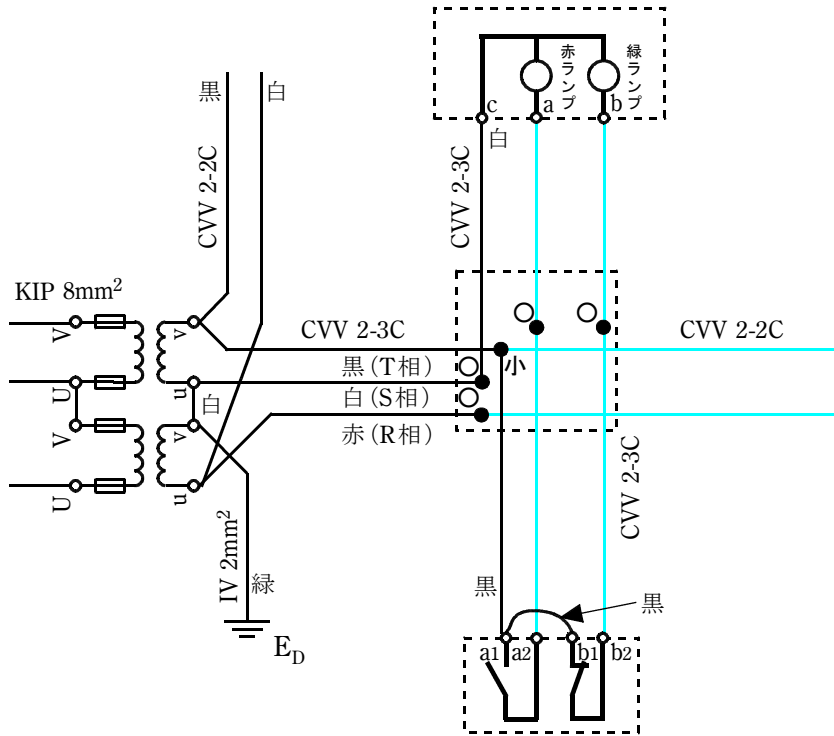 赤ランプ
緑ランプ
c
a
b
白
黒
白
CVV 2-2C
CVV 2-3C
KIP 8mm²
V
v
CVV 2-3C
CVV 2-2C
小
黒(T相)
U
u
白
白(S相)
V
v
赤(R相)
CVV 2-3C
U
u
IV 2mm²
緑
黒
黒
E_D
a1
a2
b1
b2